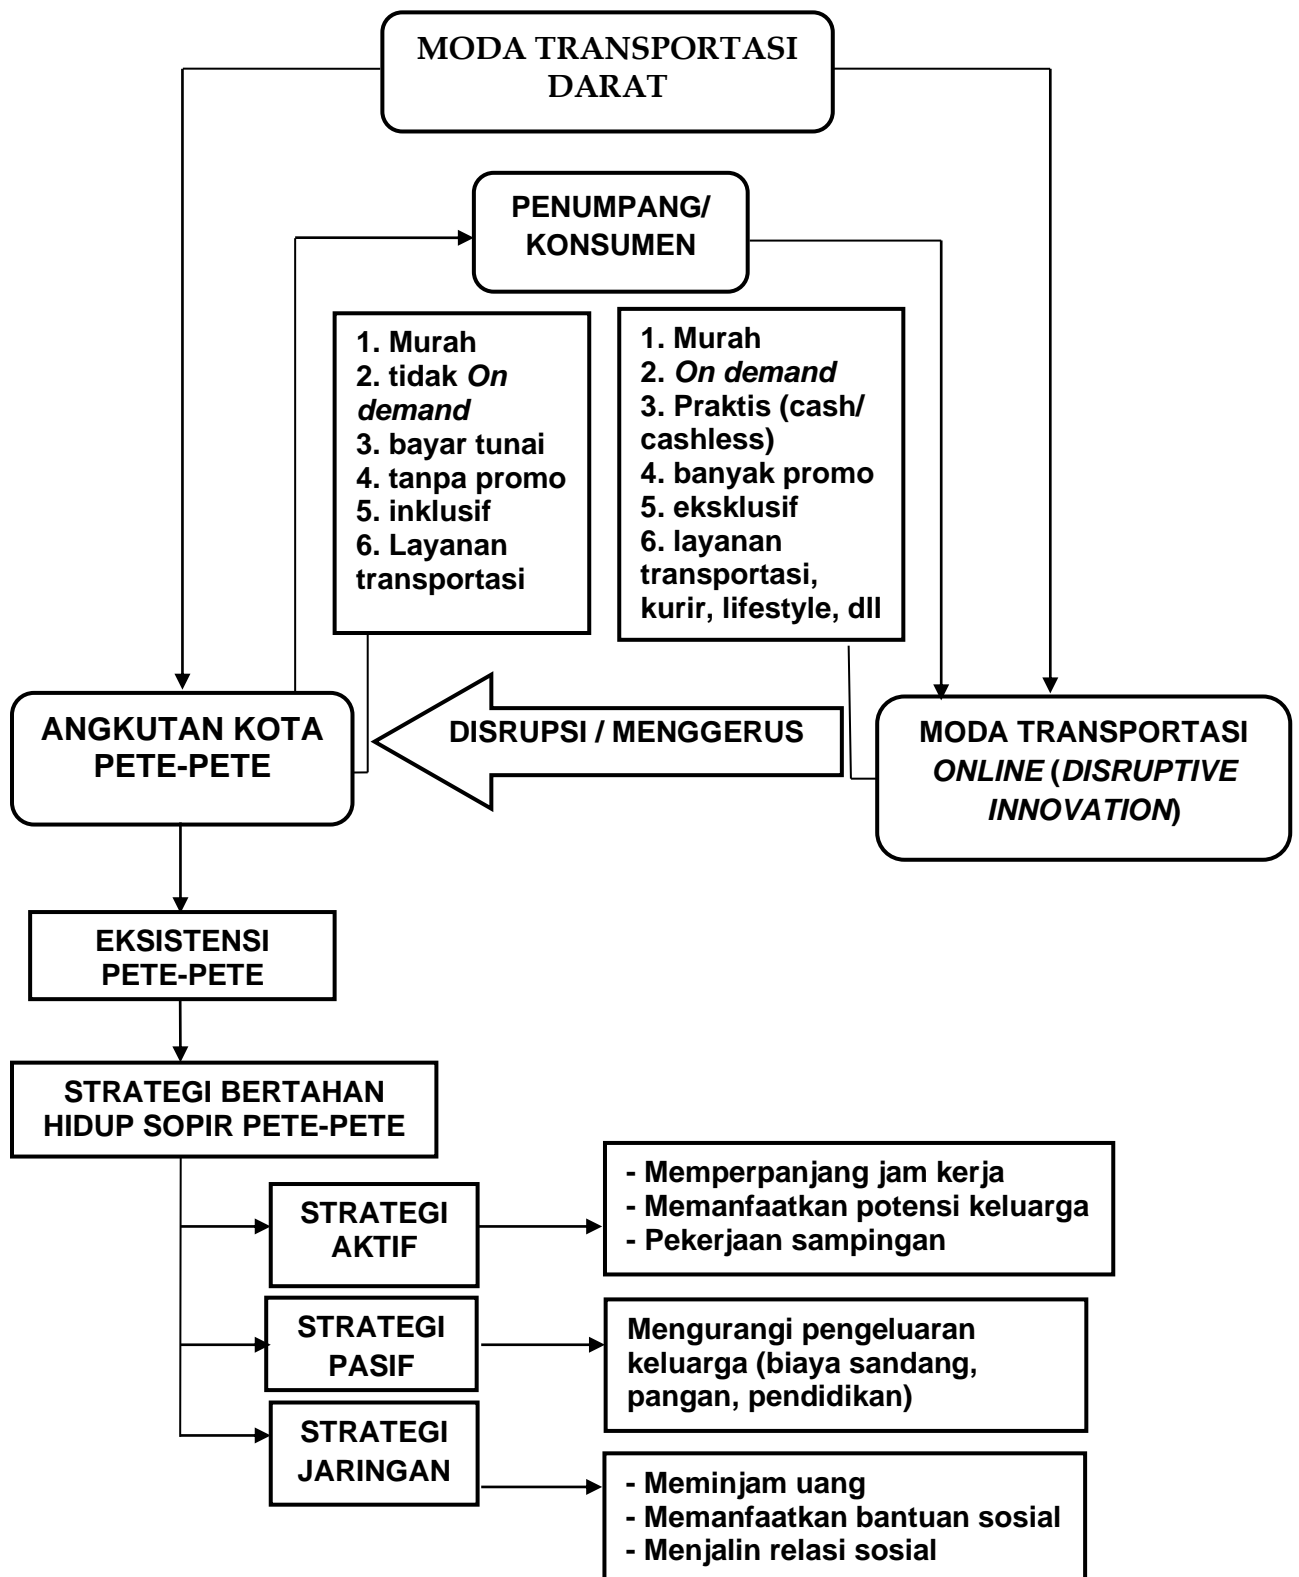 MODA TRANSPORTASI
DARAT
PENUMPANG/
KONSUMEN
1. Murah
2. tidak On
demand
3. bayar tunai
4. tanpa promo
5. inklusif
6. Layanan
transportasi
1. Murah
2. On demand
3. Praktis (cash/
cashless)
4. banyak promo
5. eksklusif
6. layanan
transportasi,
kurir, lifestyle, dll
ANGKUTAN KOTA
PETE-PETE
DISRUPSI / MENGGERUS
MODA TRANSPORTASI
ONLINE (DISRUPTIVE
INNOVATION)
EKSISTENSI
PETE-PETE
STRATEGI BERTAHAN
HIDUP SOPIR PETE-PETE
STRATEGI
AKTIF
- Memperpanjang jam kerja
- Memanfaatkan potensi keluarga
- Pekerjaan sampingan
STRATEGI
PASIF
Mengurangi pengeluaran
keluarga (biaya sandang,
pangan, pendidikan)
STRATEGI
JARINGAN
- Meminjam uang
- Memanfaatkan bantuan sosial
- Menjalin relasi sosial